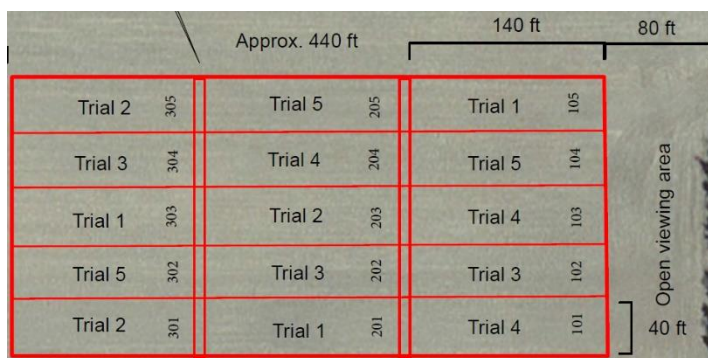 Approx. 440 ft
140 ft
80 ft
Trial 2 305 Trial 5 205 Trial 1 105
Trial 3 304 Trial 4 204 Trial 5 104
Trial 1 303 Trial 2 203 Trial 4 103
Trial 5 302 Trial 3 202 Trial 3 102
Trial 2 301 Trial 1 201 Trial 4 101
Open viewing area
40 ft